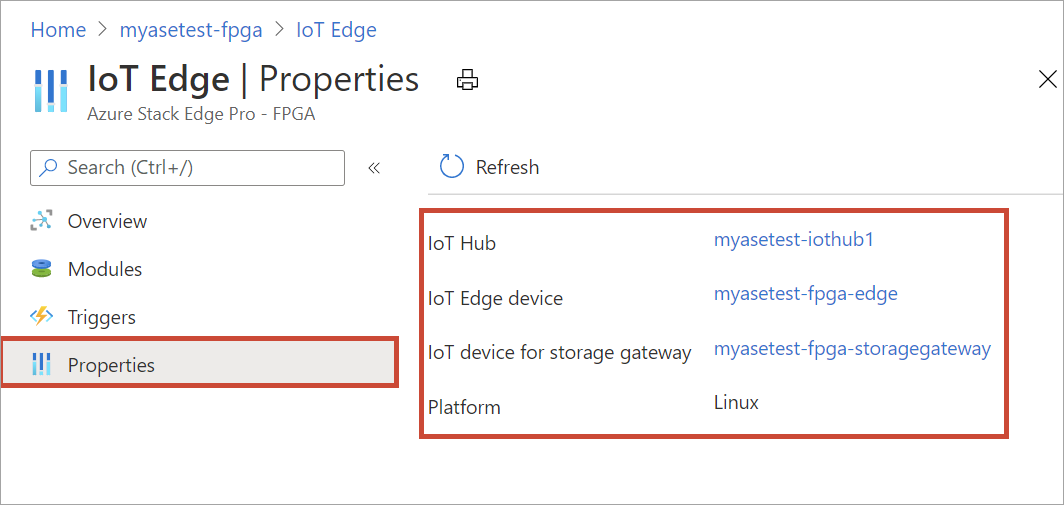 Home > myasetest-fpga > IoT Edge
IoT Edge | Properties
Azure Stack Edge Pro - FPGA
Search (Ctrl+/)
«
Refresh
Overview
Modules
Triggers
Properties
IoT Hub myasetest-iothub1
IoT Edge device myasetest-fpga-edge
IoT device for storage gateway myasetest-fpga-storagegateway
Platform Linux